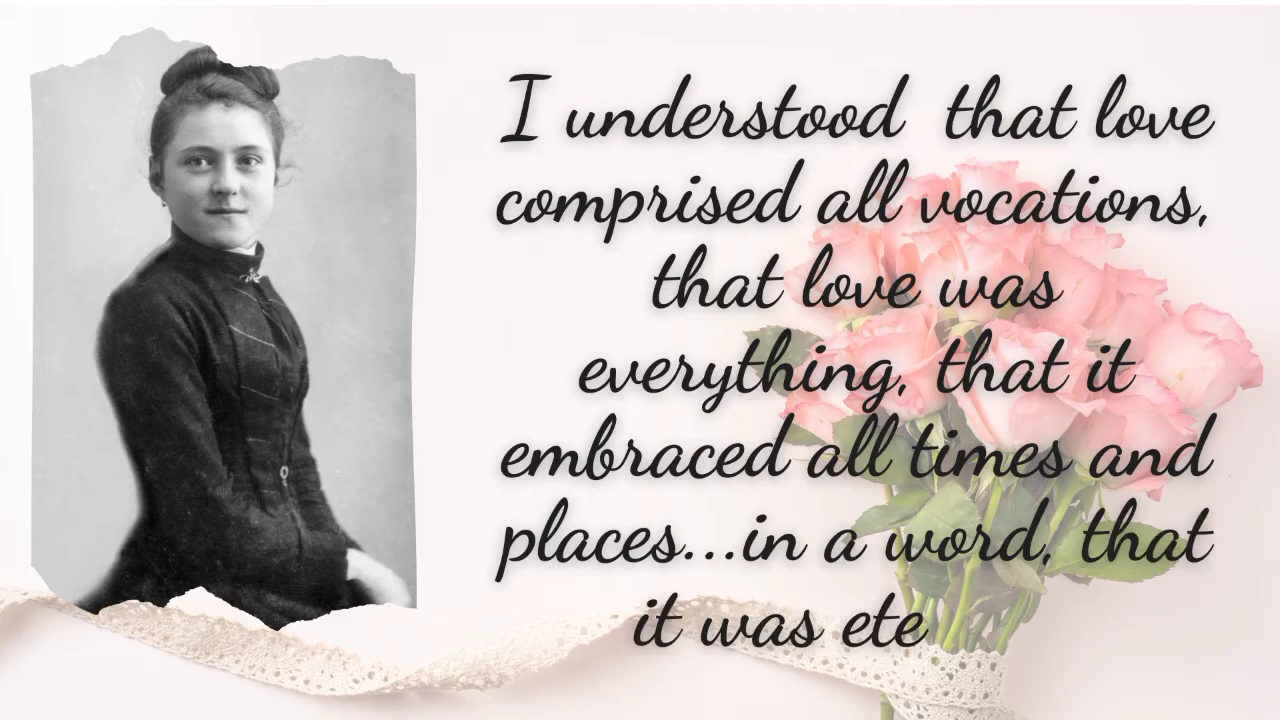 I understood that love
comprised all vocations,
that love was
everything, that it
embraced all times and
places...in a word, that
it was ete